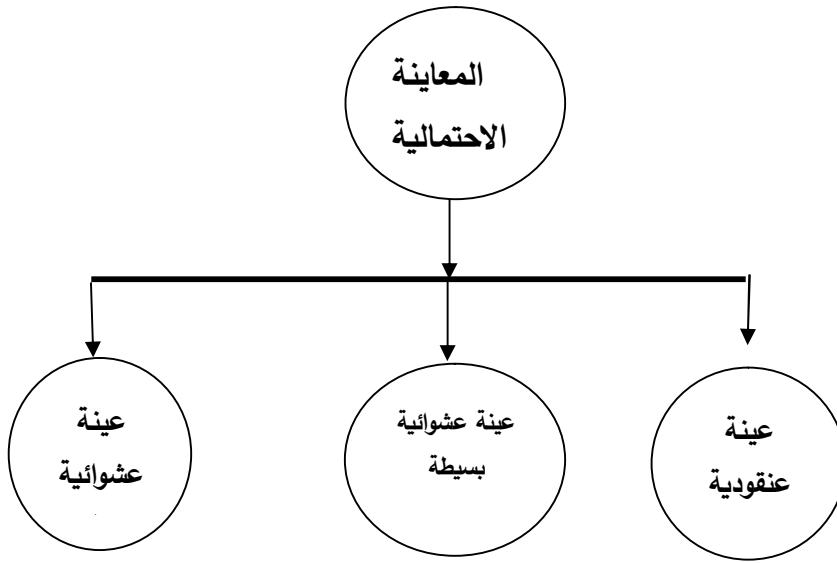 المعاينة
الاحتمالية
عينة
عنقودية
عينة عشوائية
بسيطة
عينة
عشوائية